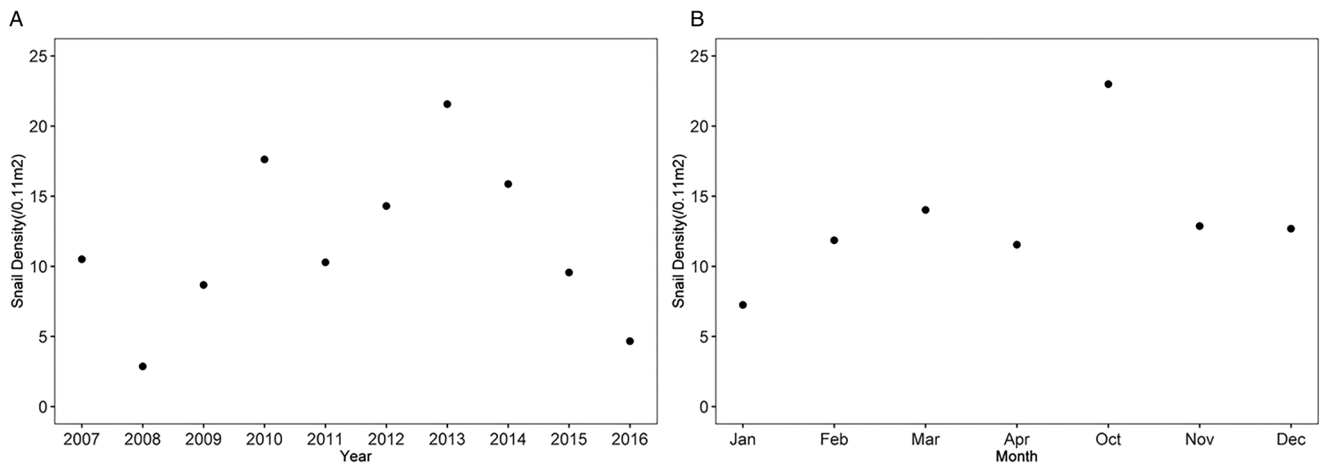 A
Snail Density(/0.11m2)
25
20
15
10
5
0
2007 2008 2009 2010 2011 2012 2013 2014 2015 2016
Year
B
Snail Density(/0.11m2)
25
20
15
10
5
0
Jan Feb Mar Apr Oct Nov Dec
Month